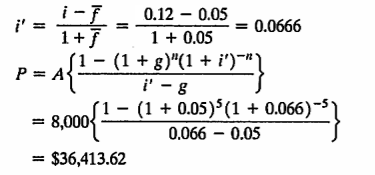 i' = (i − f̅)/(1 + f̅) = (0.12 − 0.05)/(1 + 0.05) = 0.0666
P = A{(1 − (1 + g)ⁿ(1 + i')⁻ⁿ)/(i' − g)}
= 8,000{(1 − (1 + 0.05)⁵(1 + 0.066)⁻⁵)/(0.066 − 0.05)}
= $36,413.62